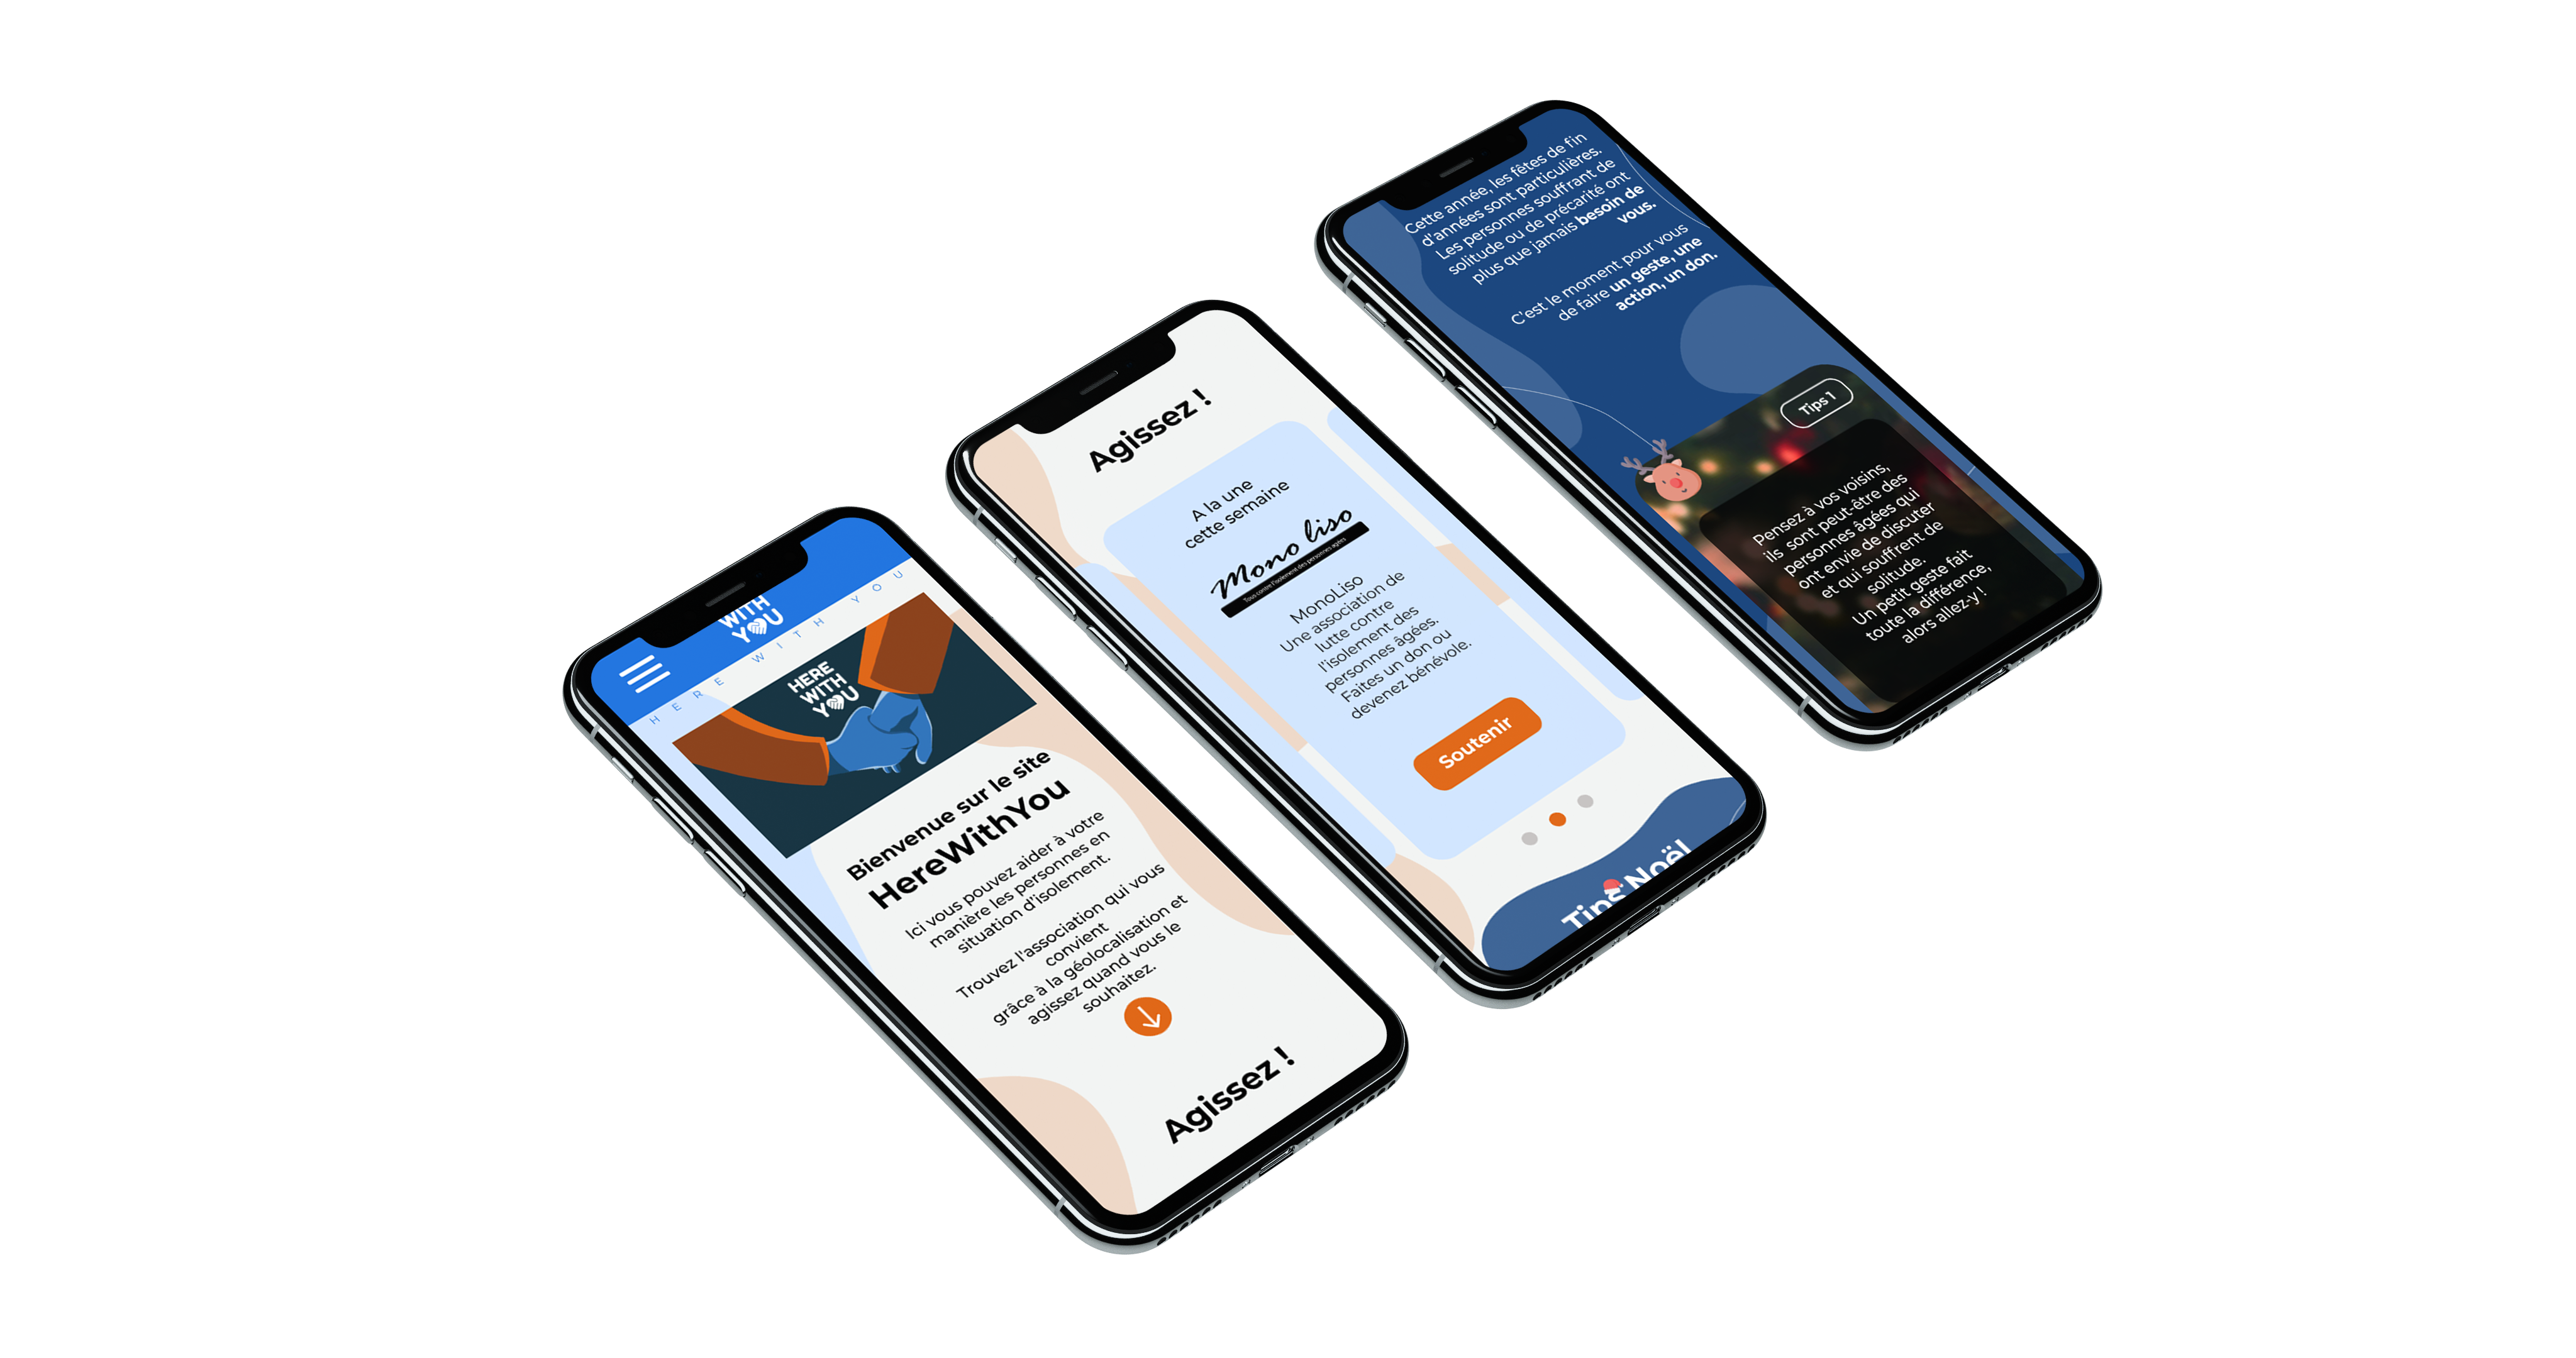 WITH
YOU
HERE WITH YOU
HERE
WITH
YOU
Bienvenue sur le site
HereWithYou
Ici vous pouvez aider à votre
manière les personnes en
situation d'isolement.
Trouvez l'association qui vous
convient
grâce à la géolocalisation et
agissez quand vous le
souhaitez.
Agissez !
Agissez !
A la une
cette semaine
Mono liso
Tous contre l'isolement des personnes agées
MonoLiso
Une association de
lutte contre
l'isolement des
personnes âgées.
Faites un don ou
devenez bénévole.
Soutenir
Tips Noël
Cette année, les fêtes de fin
d'années sont particulières.
Les personnes souffrant de
solitude ou de précarité ont
plus que jamais besoin de
vous.
C'est le moment pour vous
de faire un geste, une
action, un don.
Tips 1
Pensez à vos voisins,
ils sont peut-être des
personnes âgées qui
ont envie de discuter
et qui souffrent de
solitude.
Un petit geste fait
toute la différence,
alors allez-y !